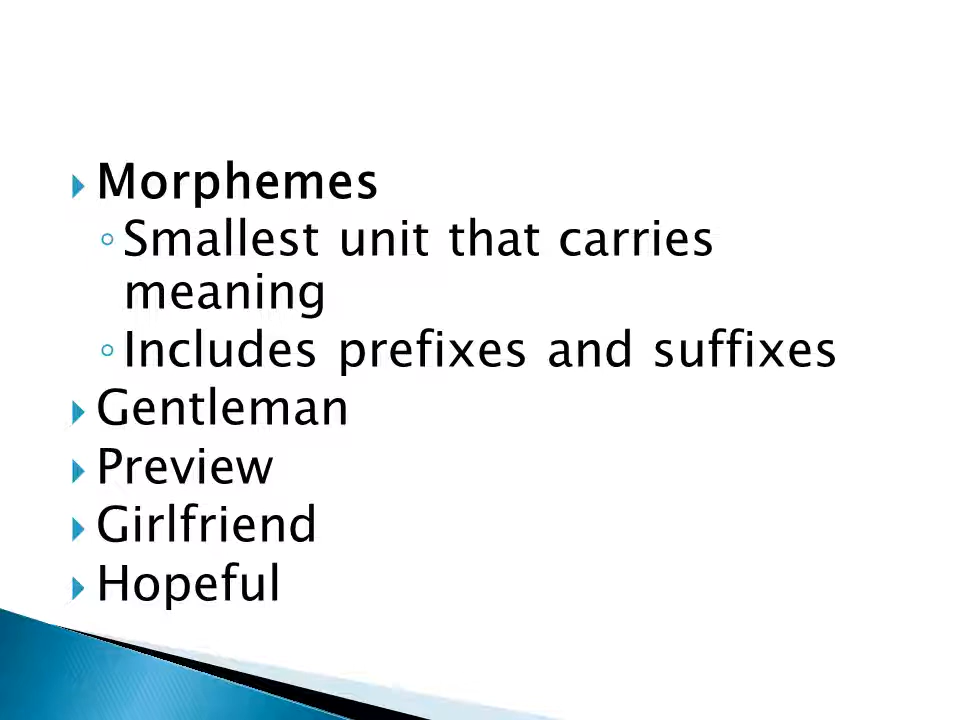 Morphemes
Smallest unit that carries
meaning
Includes prefixes and suffixes
Gentleman
Preview
Girlfriend
Hopeful